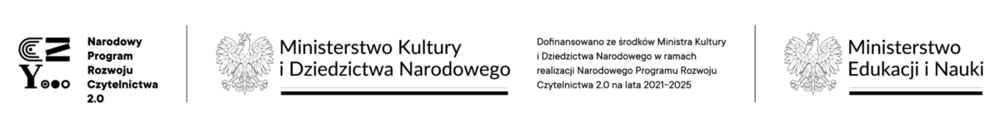 CZ
Y...
Narodowy
Program
Rozwoju
Czytelnictwa
2.0
Ministerstwo Kultury
i Dziedzictwa Narodowego
Dofinansowano ze środków Ministra Kultury
i Dziedzictwa Narodowego w ramach
realizacji Narodowego Programu Rozwoju
Czytelnictwa 2.0 na lata 2021–2025
Ministerstwo
Edukacji i Nauki